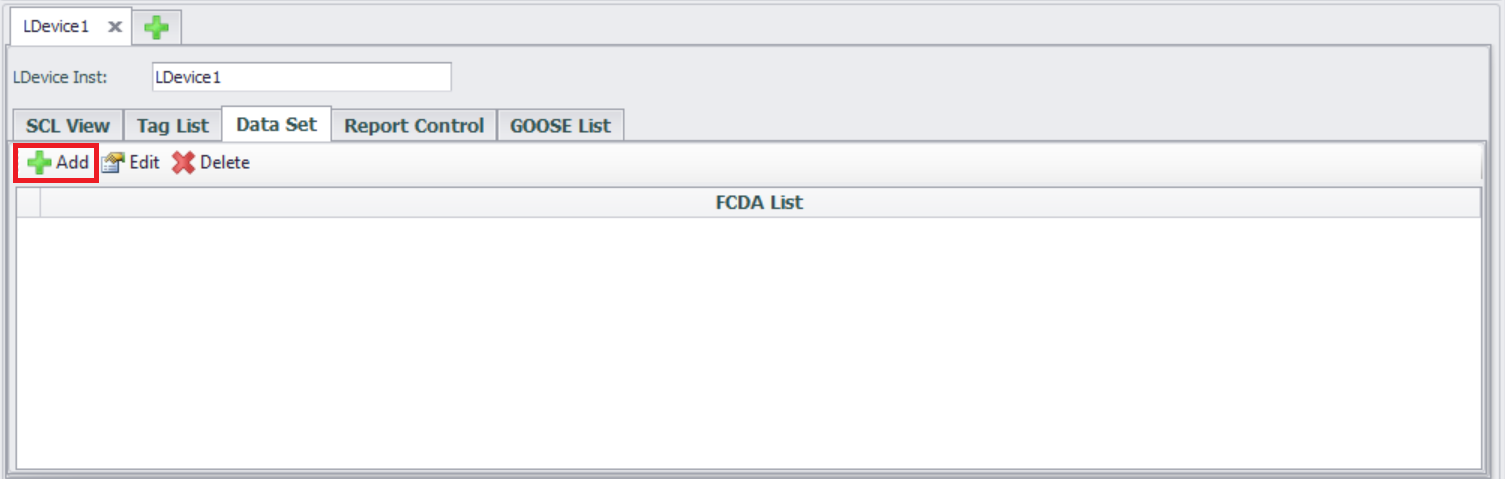 LDevice1
LDevice Inst: LDevice1
SCL View Tag List Data Set Report Control GOOSE List
Add Edit Delete
FCDA List